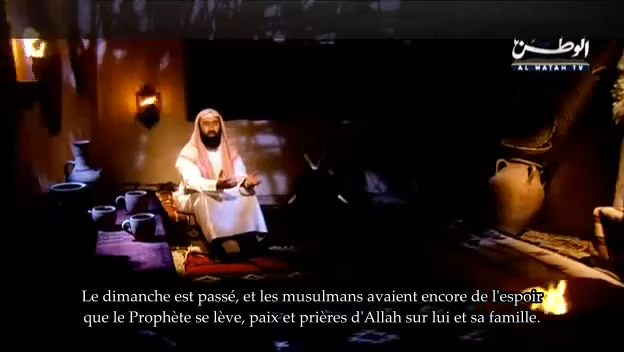 الوطن
AL WATAN TV
Le dimanche est passé, et les musulmans avaient encore de l'espoir
que le Prophète se lève, paix et prières d'Allah sur lui et sa famille.